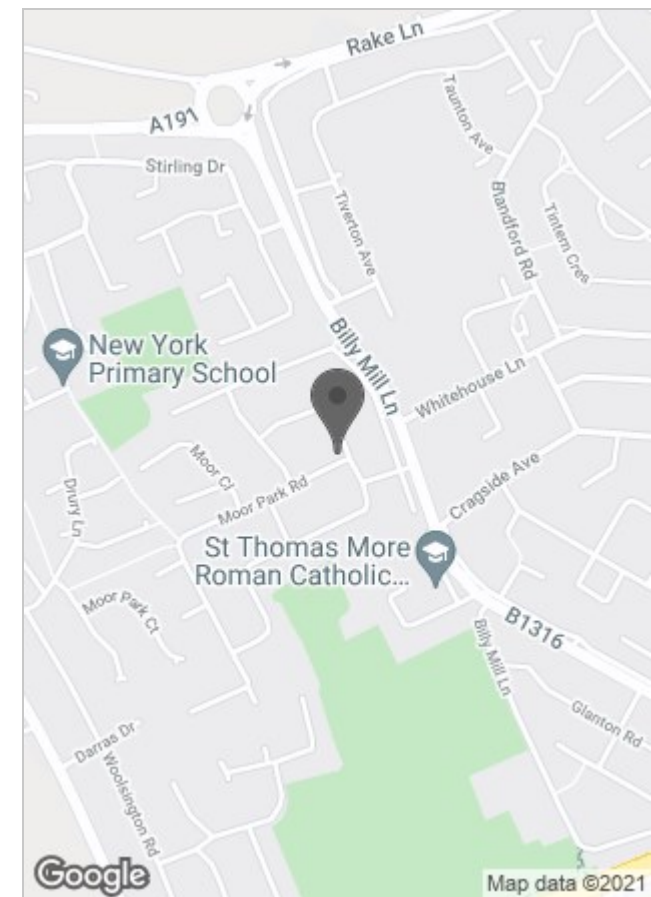 Rake Ln
A191
Taunton Ave
Stirling Dr
Blandford Rd
Tintern Cres
Tiverton Ave
Billy Mill Ln
New York
Primary School
Whitehouse Ln
Moor Ct
Cragside Ave
Drury Ln
Moor Park Rd
St Thomas More
Roman Catholic...
Moor Park Ct
B1316
Billy Mill Ln
Glanton Rd
Darras Dr
Woolsington Rd
Google
Map data ©2021